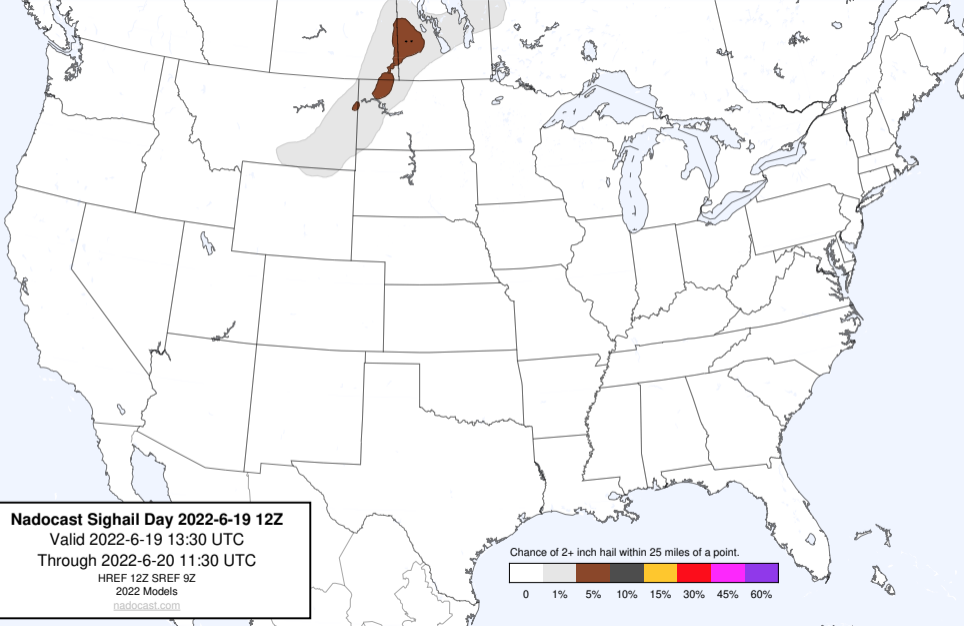 Nadocast Sighail Day 2022-6-19 12Z
Valid 2022-6-19 13:30 UTC
Through 2022-6-20 11:30 UTC
HREF 12Z SREF 9Z
2022 Models
nadocast.com
Chance of 2+ inch hail within 25 miles of a point.
0 1% 5% 10% 15% 30% 45% 60%